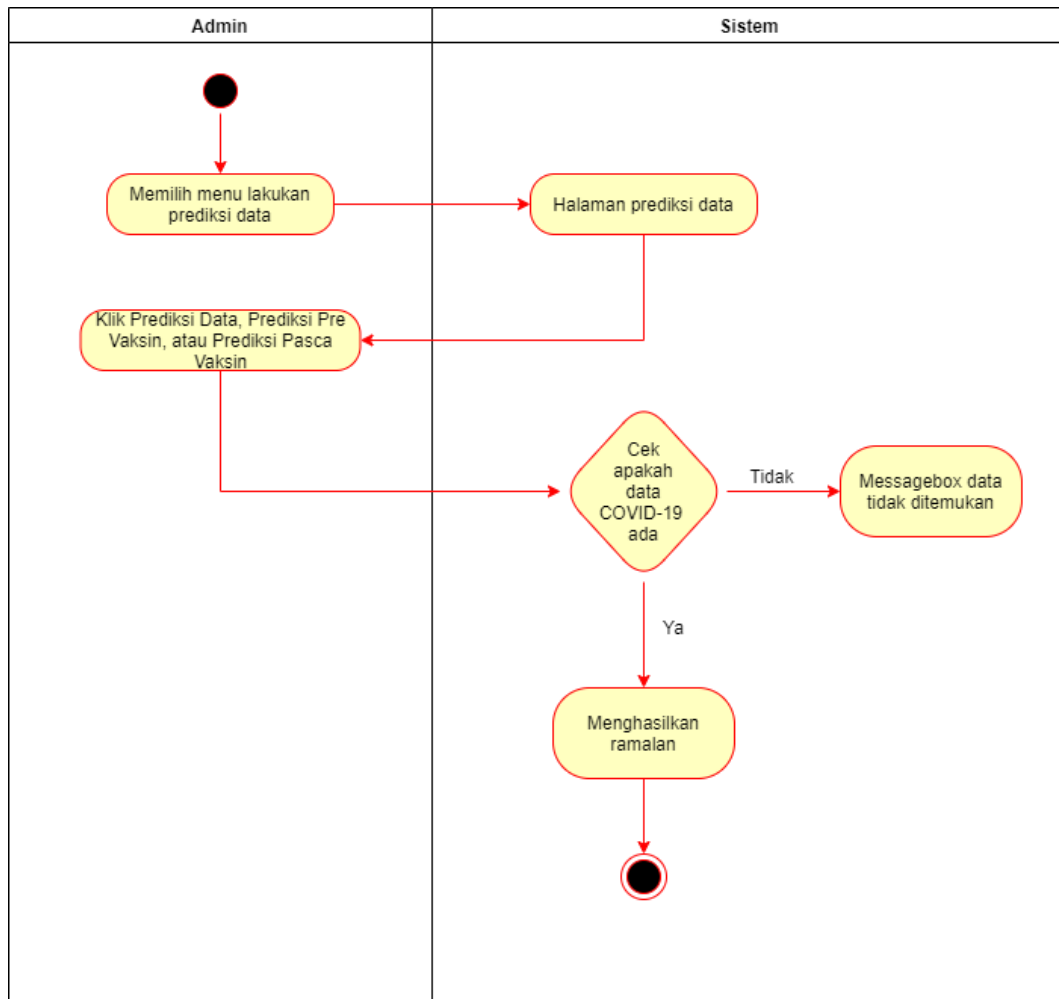 Admin
Sistem
Memilih menu lakukan
prediksi data
Halaman prediksi data
Klik Prediksi Data, Prediksi Pre
Vaksin, atau Prediksi Pasca
Vaksin
Cek
apakah
data
COVID-19
ada
Tidak
Messagebox data
tidak ditemukan
Ya
Menghasilkan
ramalan